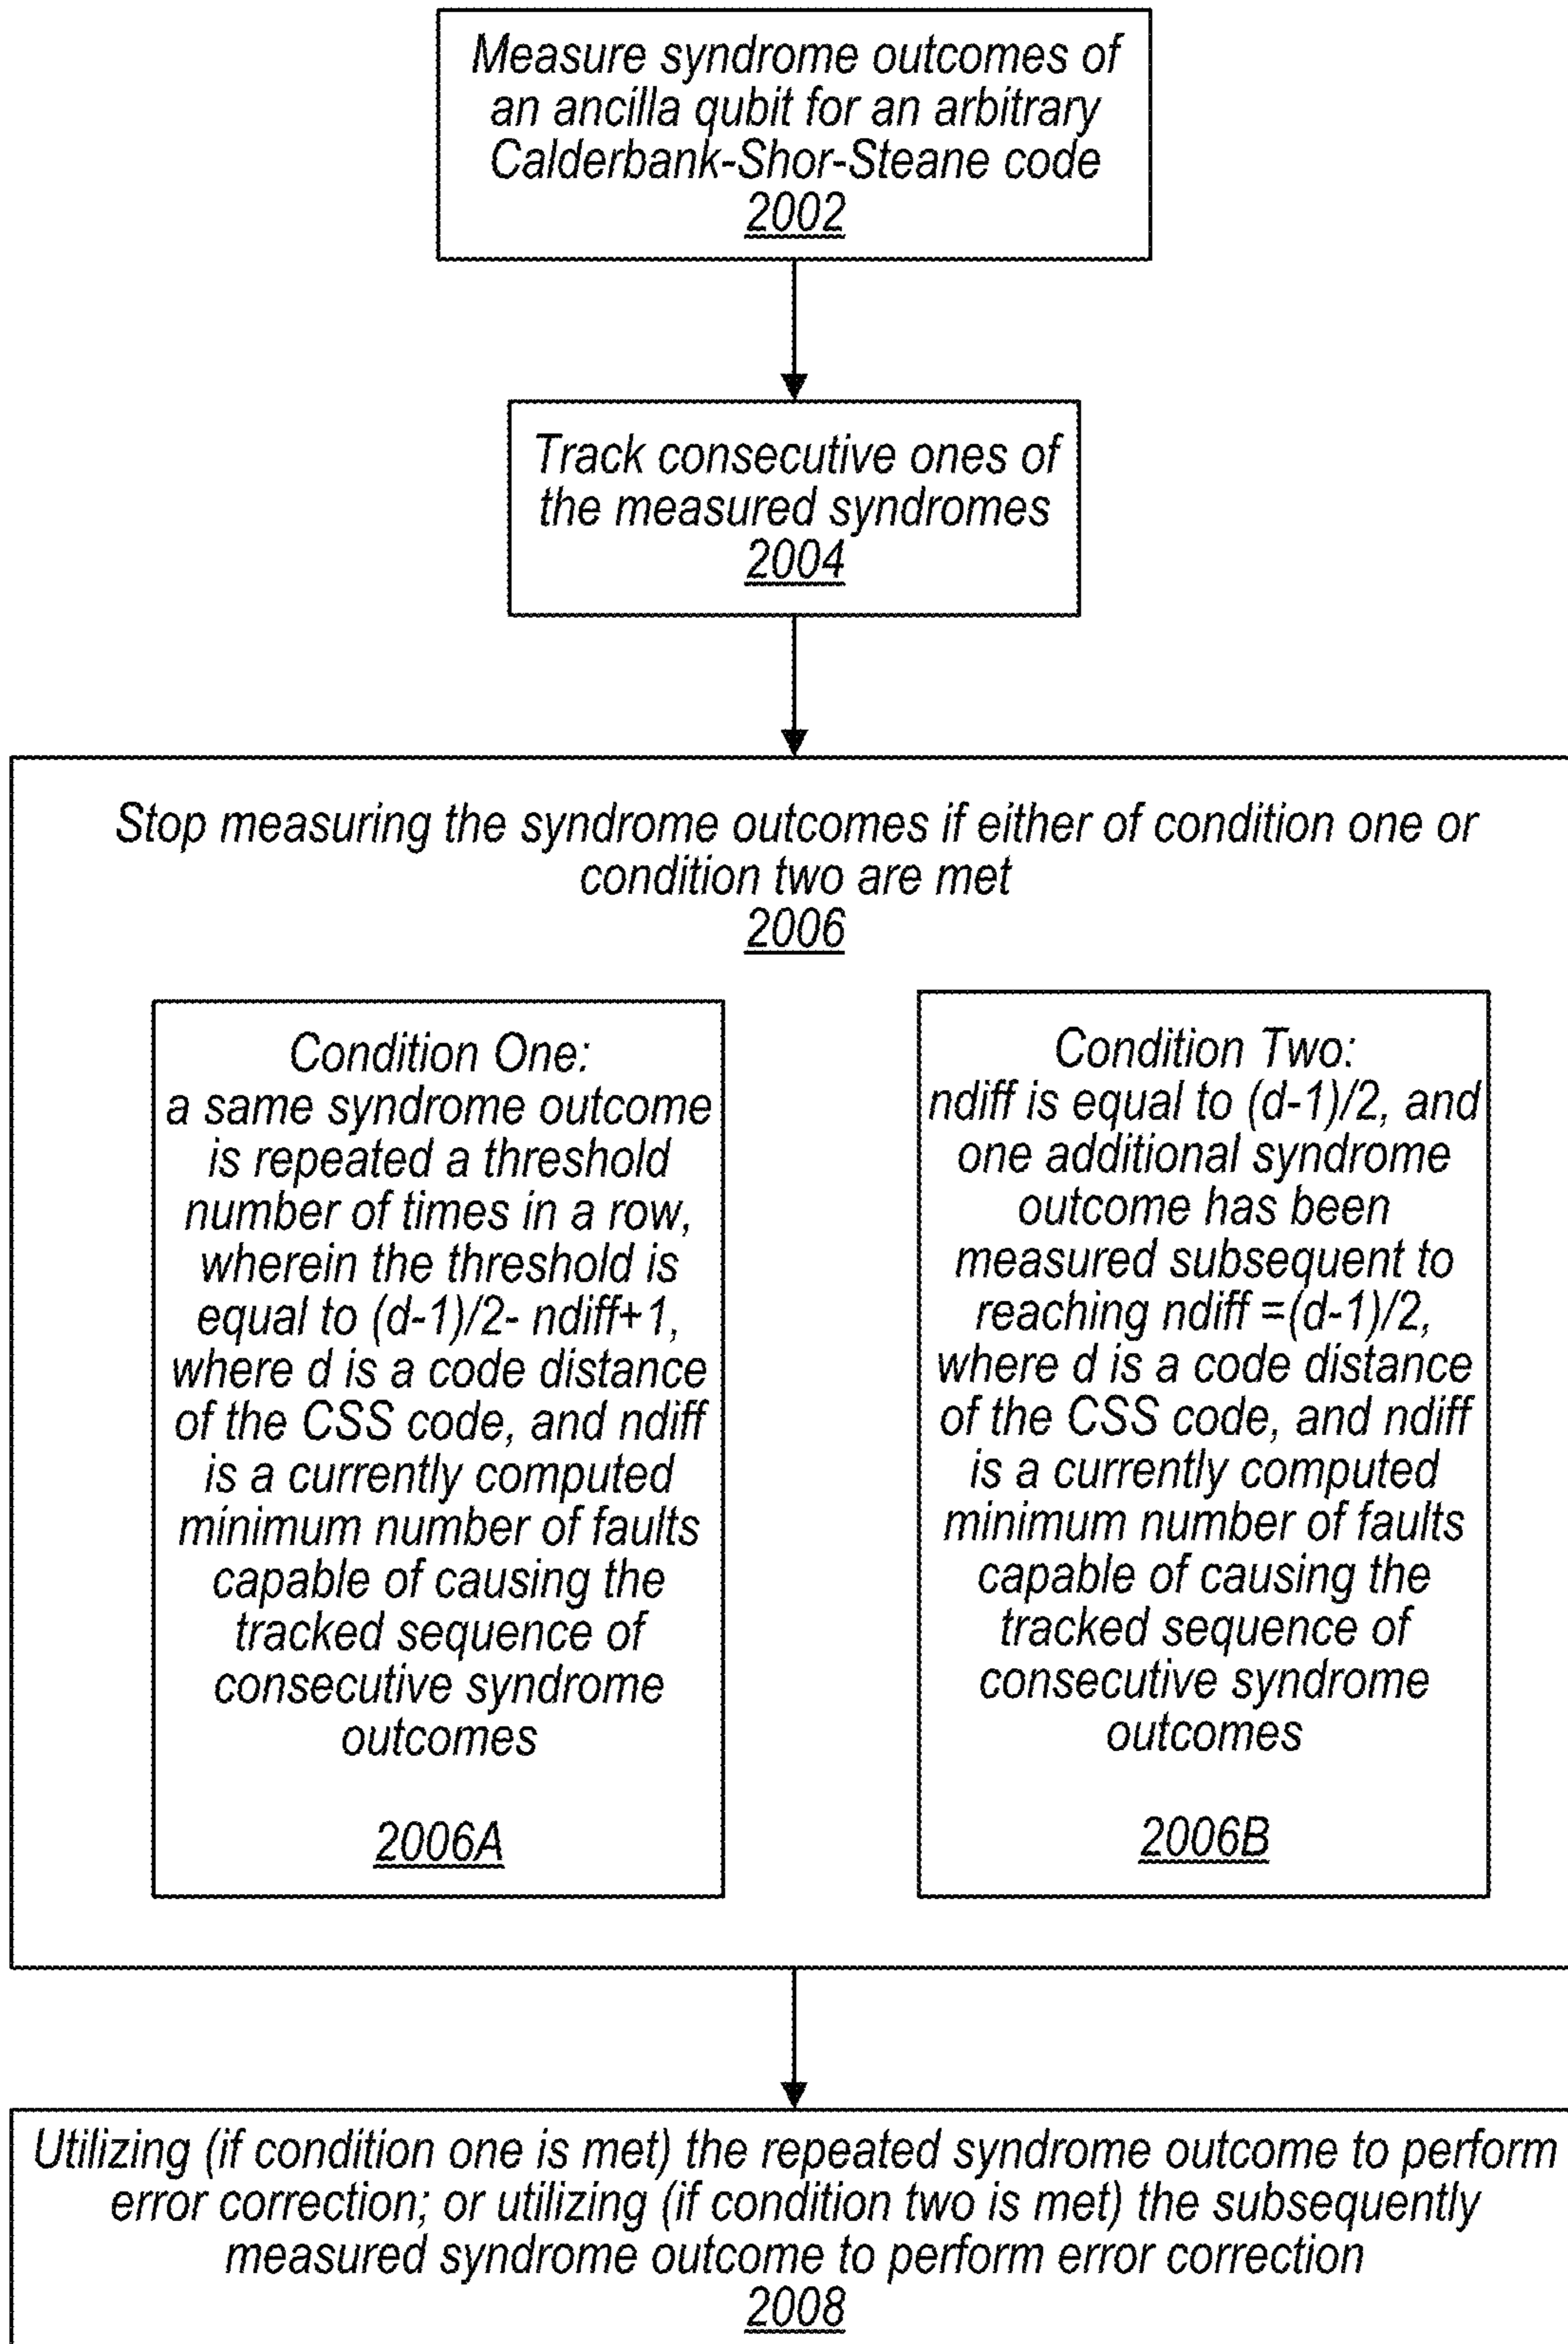 Measure syndrome outcomes of
an ancilla qubit for an arbitrary
Calderbank-Shor-Steane code
2002
Track consecutive ones of
the measured syndromes
2004
Stop measuring the syndrome outcomes if either of condition one or
condition two are met
2006
Condition One:
a same syndrome outcome
is repeated a threshold
number of times in a row,
wherein the threshold is
equal to (d-1)/2- ndiff+1,
where d is a code distance
of the CSS code, and ndiff
is a currently computed
minimum number of faults
capable of causing the
tracked sequence of
consecutive syndrome
outcomes
2006A
Condition Two:
ndiff is equal to (d-1)/2, and
one additional syndrome
outcome has been
measured subsequent to
reaching ndiff =(d-1)/2,
where d is a code distance
of the CSS code, and ndiff
is a currently computed
minimum number of faults
capable of causing the
tracked sequence of
consecutive syndrome
outcomes
2006B
Utilizing (if condition one is met) the repeated syndrome outcome to perform
error correction; or utilizing (if condition two is met) the subsequently
measured syndrome outcome to perform error correction
2008